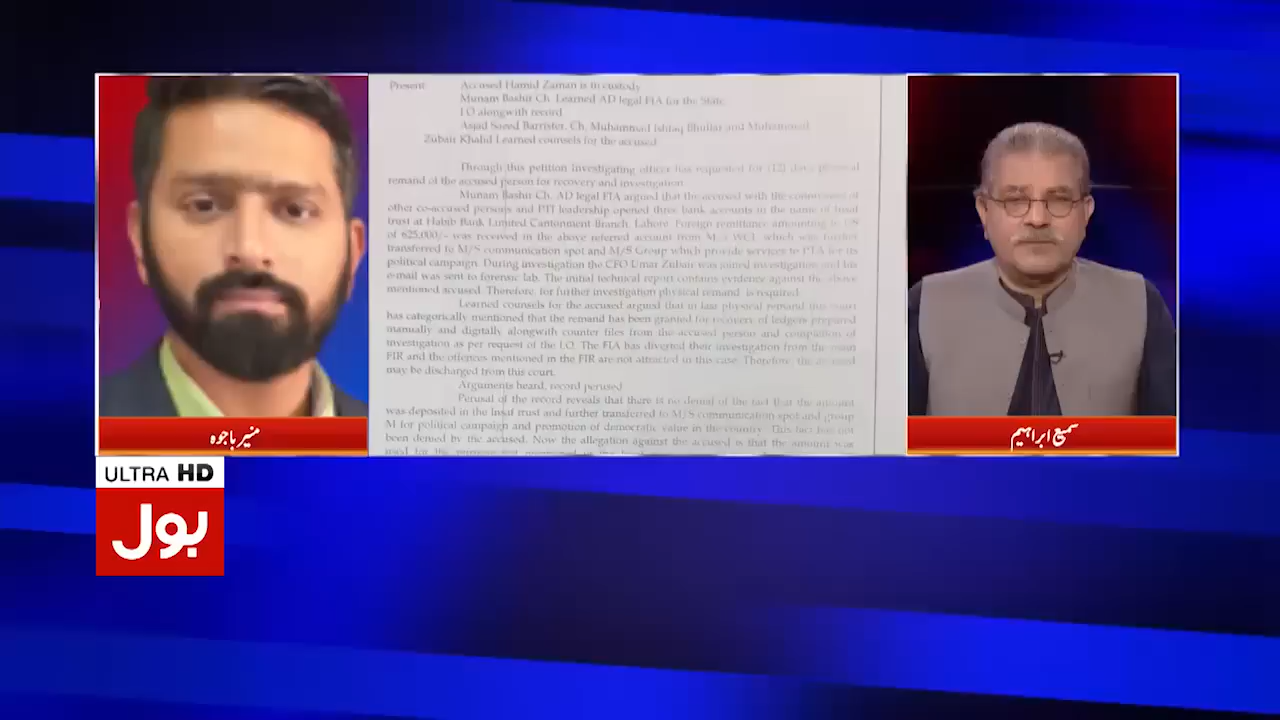 Present: Accused Hamid Zaman is in custody
Munam Bashir Ch. Learned AD legal FIA for the State.
I.O alongwith record
Asjad Saeed Barrister, Ch. Muhammad Ishtaq Bhullar and Muhammad
Zubair Khalid Learned counsels for the accused
Through this petition Investigating officer has requested for (12) days physical
remand of the accused person for recovery and investigation
Munam Bashir Ch. AD legal FIA argued that the accused with the of
other co-accused persons and PTI leadership opened three bank accounts in the name of Insaf
trust at Habib Bank Limited Cantonment Branch, Lahore. Foreign remittance amounting to US
of 625,000/- was received in the above referred account from M/s WCL which was further
transferred to M/S communication spot and M/S Group which provide services to PTA for its
political campaign. During investigation the CFO Umar Zubair was joined investigation and his
e-mail was sent to forensic lab. The initial technical report contains evidence against the above
mentioned accused. Therefore, for further investigation physical remand is required.
Learned counsels for the accused argued that in last physical remand this court
has categorically mentioned that the remand has been granted for recovery of ledgers prepared
manually and digitally alongwith counter files from the accused person and completion of
investigation as per request of the I.O. The FIA has diverted their investigation from the main
FIR and the offences mentioned in the FIR are not attracted in this case. Therefore, the accused
may be discharged from this court.
Arguments heard, record perused
Perusal of the record reveals that there is no denial of the fact that the amount
was deposited in the Insaf trust and further transferred to M/S communication spot and group
M for political campaign and promotion of democratic value in the country. This fact has not
been denied by the accused. Now the allegation against the accused is that the amount was
used for the purpose not
منیر باجوہ
سمیع ابراہیم
ULTRA HD
بول